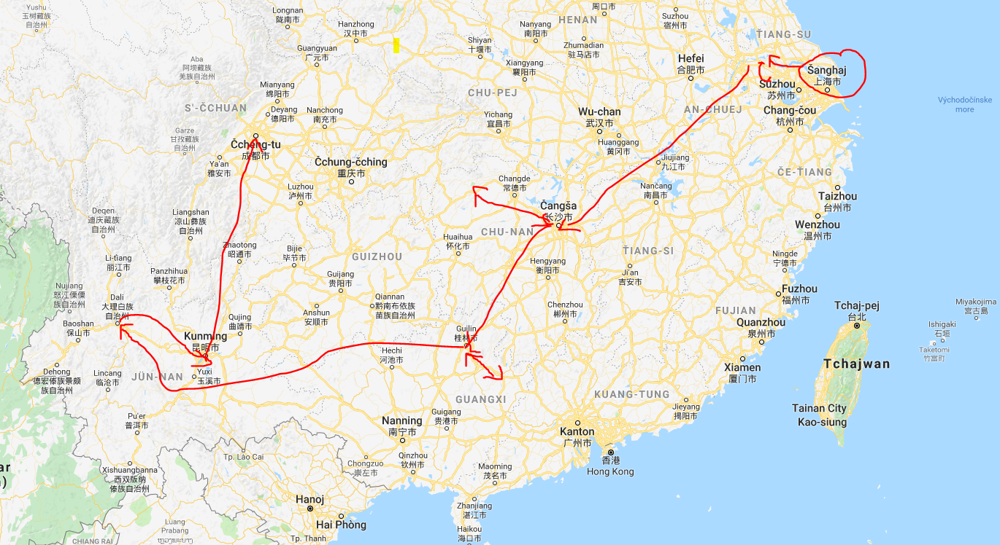 Yushu
玉树藏族
自治州
Longnan
陇南市
Hanzhong
汉中市
Guangyuan
广元市
Aba
阿坝藏族
羌族自治州
Mianyang
绵阳市
S'-ČCHUAN
Deyang
德阳市
Nanchong
南充市
Garze
甘孜藏族
自治州
Čcheng-tu
成都市
Ya'an
雅安市
Čchung-čching
重庆市
Luzhou
泸州市
Shiyan
十堰市
Nanyang
南阳市
HENAN
周口市
Zhumadian
驻马店市
Xiangyang
襄阳市
CHU-PEJ
Yichang
宜昌市
Wu-chan
武汉市
Huanggang
黄冈市
Suzhou
宿州市
Hefei
合肥市
ŤIANG-SU
Šanghaj
上海市
Suzhou
苏州市
AN-CHUEJ
Chang-čou
杭州市
Východočínske
more
Jiujiang
九江市
Changde
常德市
Nančang
南昌市
ČE-ŤIANG
Taizhou
台州市
Wenzhou
温州市
Čangša
长沙市
CHU-NAN
Huaihua
怀化市
Hengyang
衡阳市
ŤIANG-SI
Ji'an
吉安市
Ningde
宁德市
Deqen
迪庆藏族
自治州
Liangshan
凉山彝族
自治州
Zhaotong
昭通市
Bijie
毕节市
GUIZHOU
Guijang
贵阳市
Li-ťiang
丽江市
Panzhihua
攀枝花市
Nujiang
怒江傈僳
族自治州
Dali
大理白族
自治州
Baoshan
保山市
Qujing
曲靖市
Anshun
安顺市
Qiannan
黔南布依族
苗族自治州
Chenzhou
郴州市
Fuzhou
福州市
FUJIAN
Quanzhou
泉州市
Tchaj-pej
台北
Miyakojima
宮古島
Ishigaki
石垣
Taketomi
竹富町
Kunming
昆明市
Guilin
桂林市
Hechi
河池市
Dehong
德宏傣族景颇
族自治州
Lincang
临沧市
JÜN-NAN
Yuxi
玉溪市
Xiamen
厦门市
Tchajwan
GUANGXI
KUANG-TUNG
Jieyang
揭阳市
Tainan City
Kao-siung
Pu'er
普洱市
Nanning
南宁市
Guigang
贵港市
Kanton
广州市
香港
Hong Kong
Tp. Lào Cai
Chongzuo
崇左市
Qinzhou
钦州市
Maoming
茂名市
Xishuangbanna
西双版纳
傣族自治州
ar
)
Hanoj
Hai Phòng
Zhanjiang
湛江市
Luang
Prabang
CHIANG RAI
Tp. Thanh
Haikou
海口市